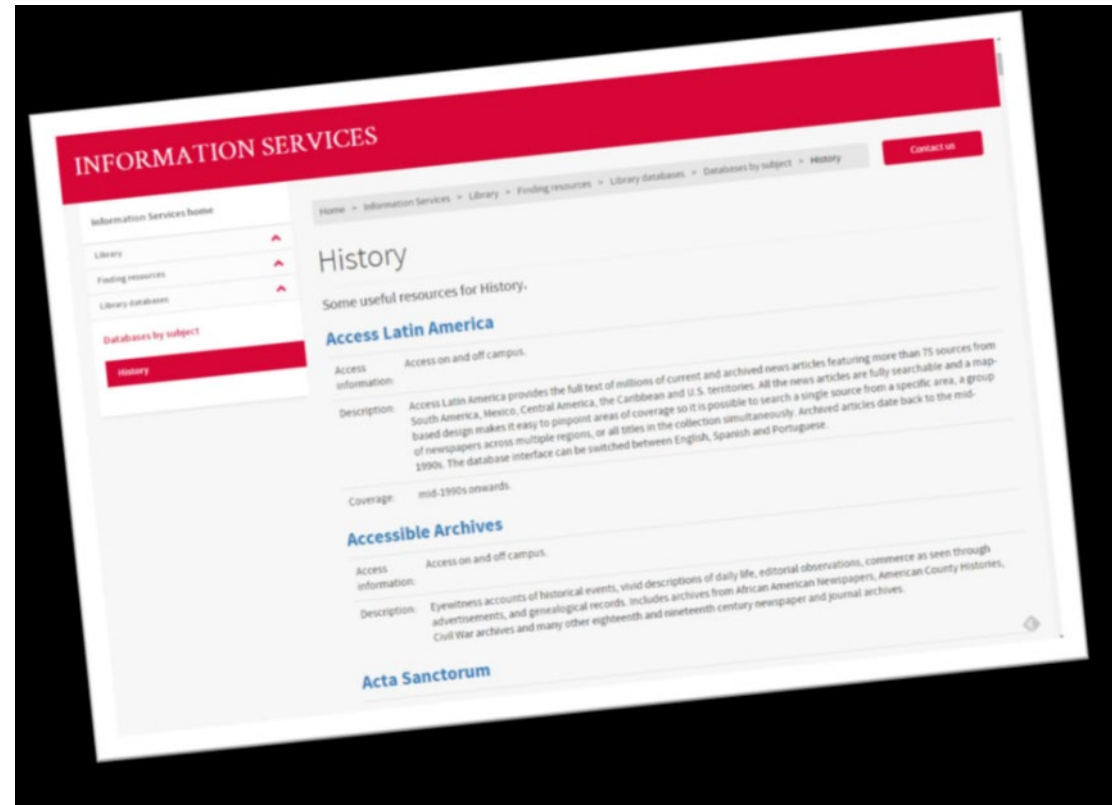 INFORMATION SERVICES
Contact us
Home > Information Services > Library > Finding resources > Library databases > Databases by subject > History
Information Services home
Library
Finding resources
Library databases
Databases by subject
History
History
Some useful resources for History.
Access Latin America
Access
information:
Access on and off campus.
Description:
Access Latin America provides the full text of millions of current and archived news articles featuring more than 75 sources from
South America, Mexico, Central America, the Caribbean and U.S. territories. All the news articles are fully searchable and a map-
based design makes it easy to pinpoint areas of coverage so it is possible to search a single source from a specific area, a group
of newspapers across multiple regions, or all titles in the collection simultaneously. Archived articles date back to the mid-
1990s. The database interface can be switched between English, Spanish and Portuguese.
Coverage:
mid-1990s onwards.
Accessible Archives
Access
information:
Access on and off campus.
Description:
Eyewitness accounts of historical events, vivid descriptions of daily life, editorial observations, commerce as seen through
advertisements, and genealogical records. Includes archives from African American Newspapers, American County Histories,
Civil War archives and many other eighteenth and nineteenth century newspaper and journal archives.
Acta Sanctorum